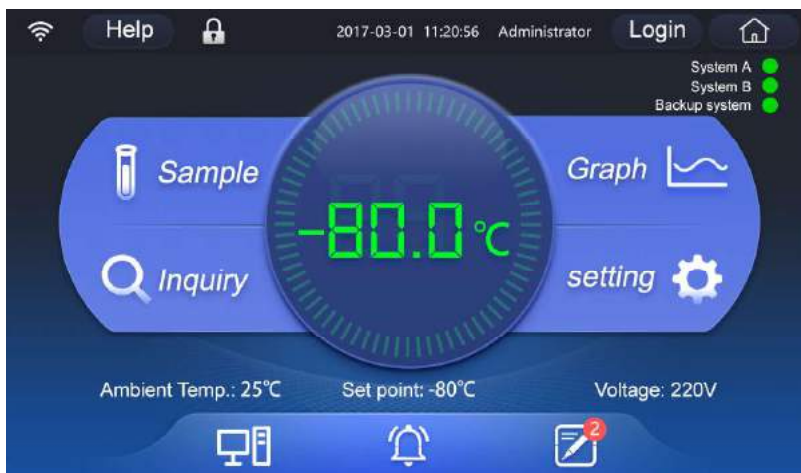 Help 2017-03-01 11:20:56 Administrator Login
System A
System B
Backup system
Sample
Graph
-80.0℃
Inquiry
setting
Ambient Temp.: 25℃ Set point: -80℃ Voltage: 220V
2